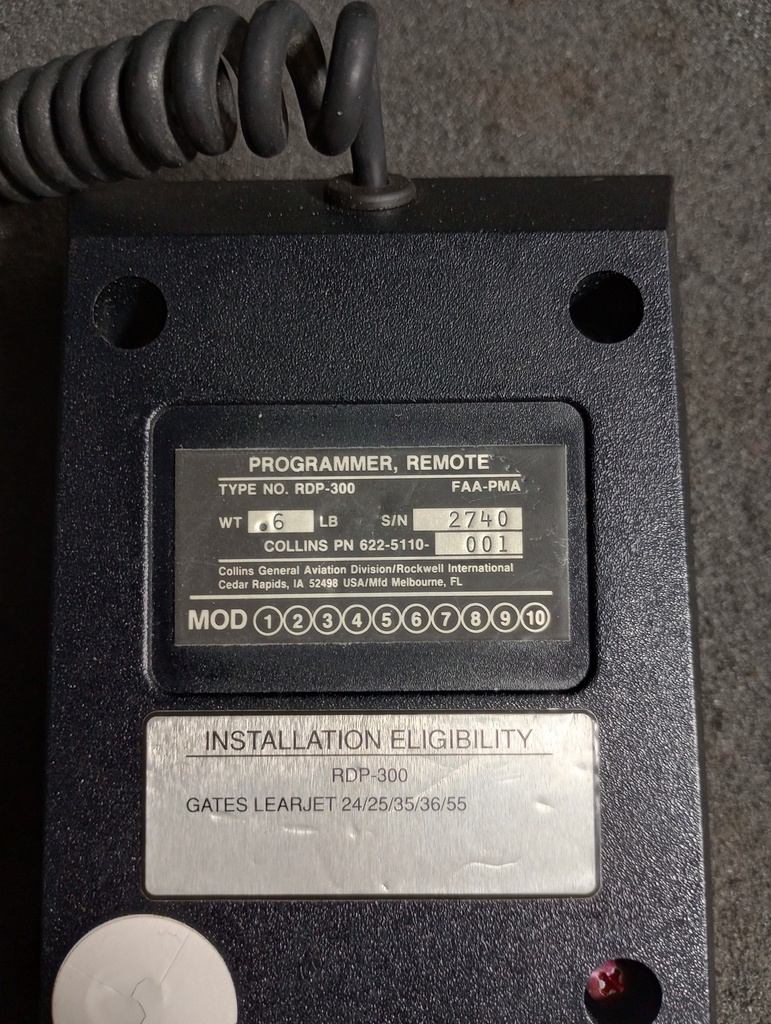 PROGRAMMER, REMOTE
TYPE NO. RDP-300 FAA-PMA
WT .6 LB S/N 2740
COLLINS PN 622-5110- 001
Collins General Aviation Division/Rockwell International
Cedar Rapids, IA 52498 USA/Mfd Melbourne, FL
MOD 1 2 3 4 5 6 7 8 9 10
INSTALLATION ELIGIBILITY
RDP-300
GATES LEARJET 24/25/35/36/55